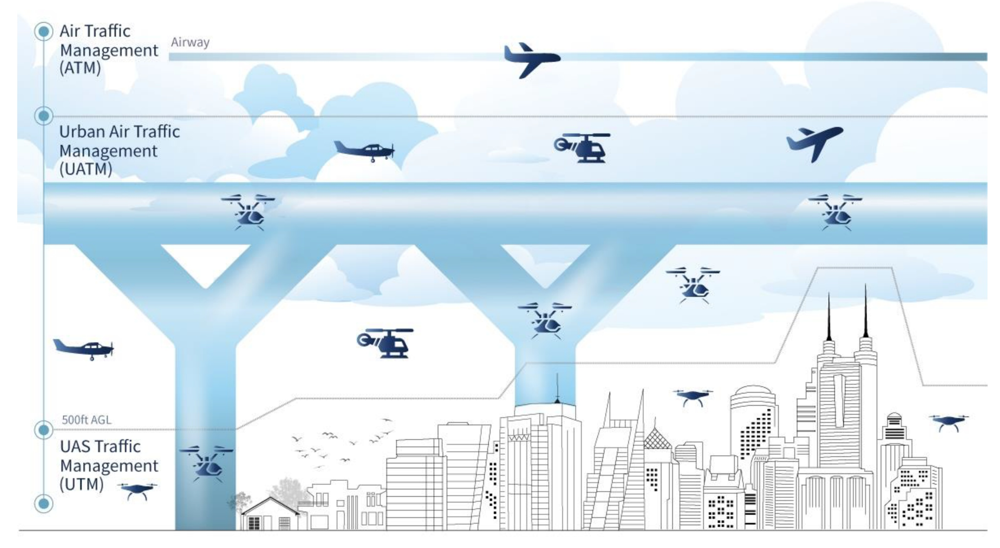 Air Traffic
Management
(ATM)
Airway
Urban Air Traffic
Management
(UATM)
500ft AGL
UAS Traffic
Management
(UTM)